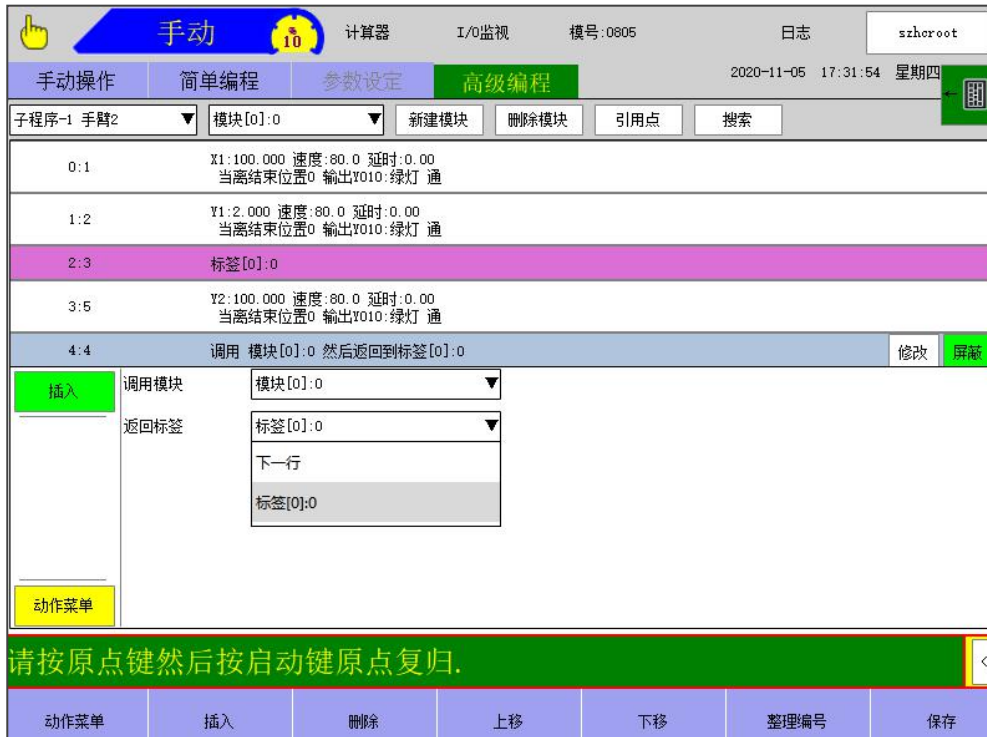 手动 10 计算器 I/O监视 模号:0805 日志 szhcroot
手动操作 简单编程 参数设定 高级编程 2020-11-05 17:31:54 星期四
子程序-1 手臂2 模块[0]:0 新建模块 删除模块 引用点 搜索
0:1 X1:100.000 速度:80.0 延时:0.00
当离结束位置0 输出Y010:绿灯 通
1:2 Y1:2.000 速度:80.0 延时:0.00
当离结束位置0 输出Y010:绿灯 通
2:3 标签[0]:0
3:5 Y2:100.000 速度:80.0 延时:0.00
当离结束位置0 输出Y010:绿灯 通
4:4 调用 模块[0]:0 然后返回到标签[0]:0 修改 屏蔽
插入 调用模块 模块[0]:0
返回标签 标签[0]:0
下一行
标签[0]:0
动作菜单
请按原点键然后按启动键原点复归.
动作菜单 插入 删除 上移 下移 整理编号 保存